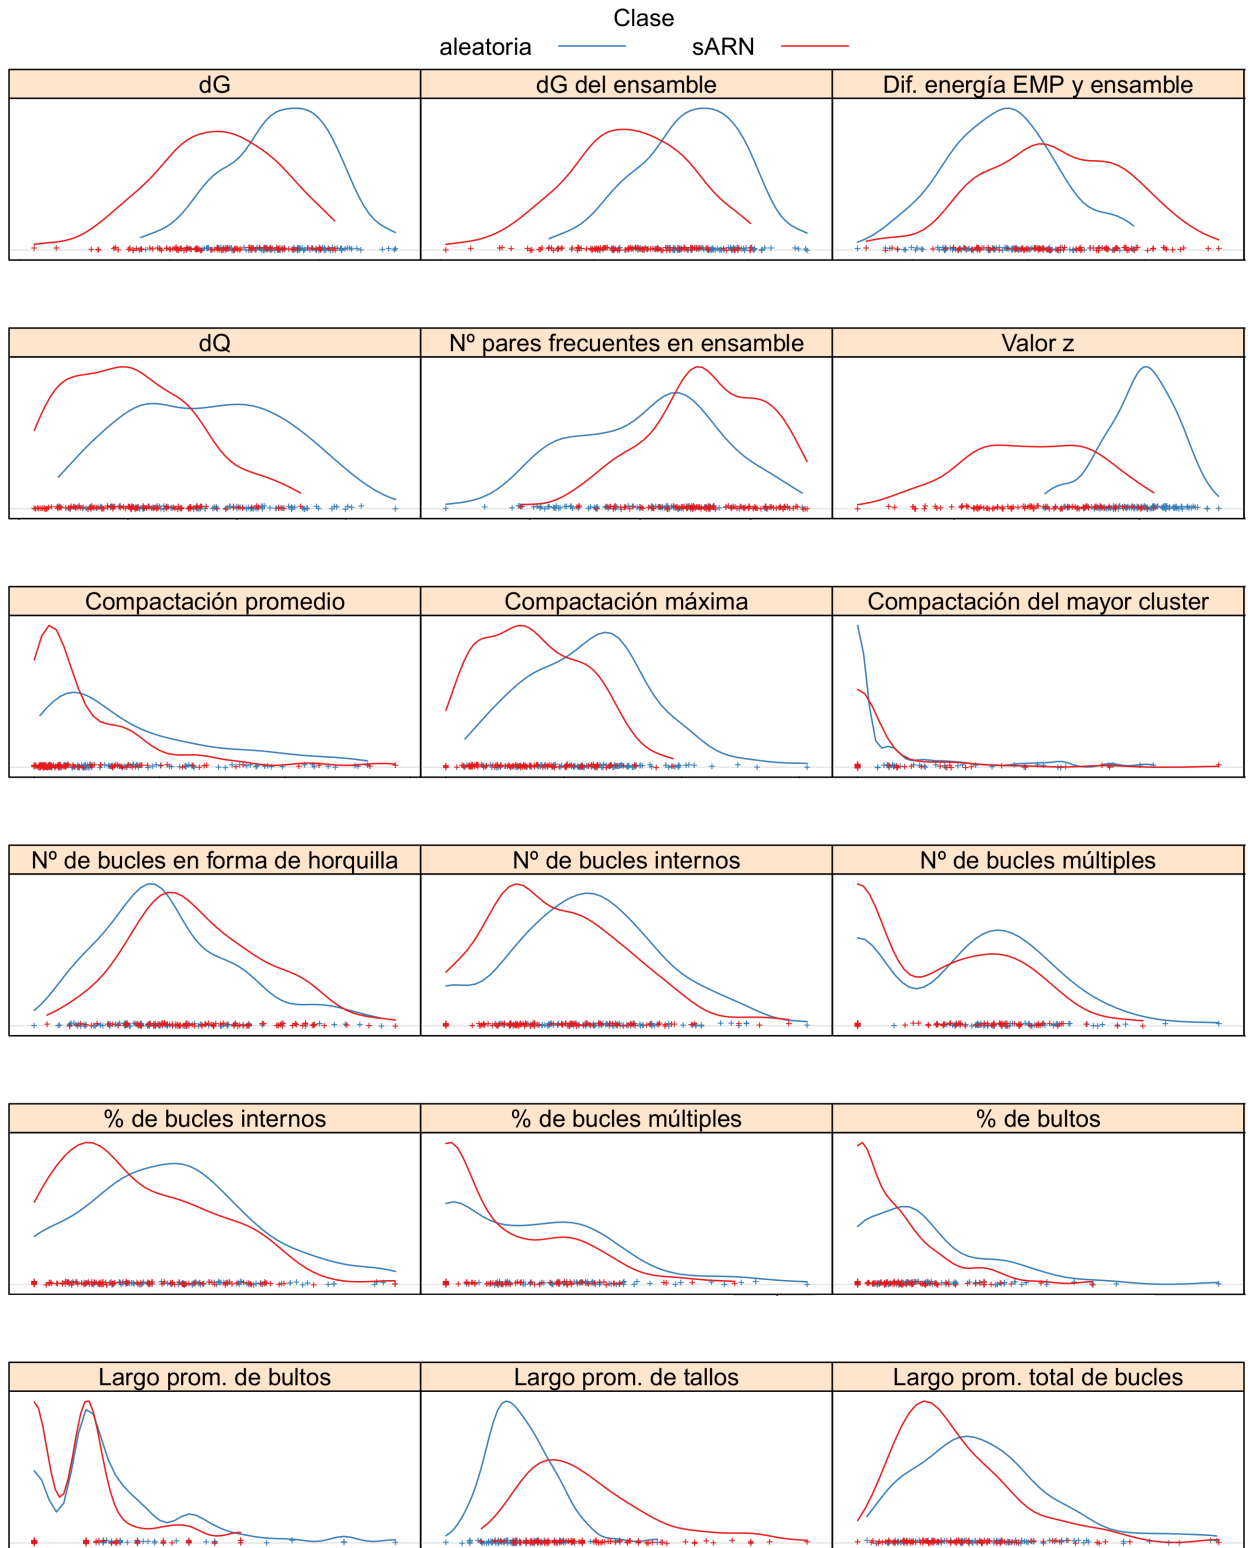 Clase
aleatoria sARN
dG dG del ensamble Dif. energía EMP y ensamble
dQ Nº pares frecuentes en ensamble Valor z
Compactación promedio Compactación máxima Compactación del mayor cluster
Nº de bucles en forma de horquilla Nº de bucles internos Nº de bucles múltiples
% de bucles internos % de bucles múltiples % de bultos
Largo prom. de bultos Largo prom. de tallos Largo prom. total de bucles